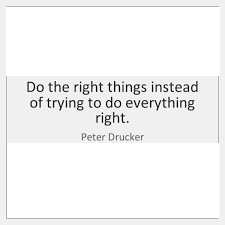 Do the right things instead
of trying to do everything
right.
Peter Drucker